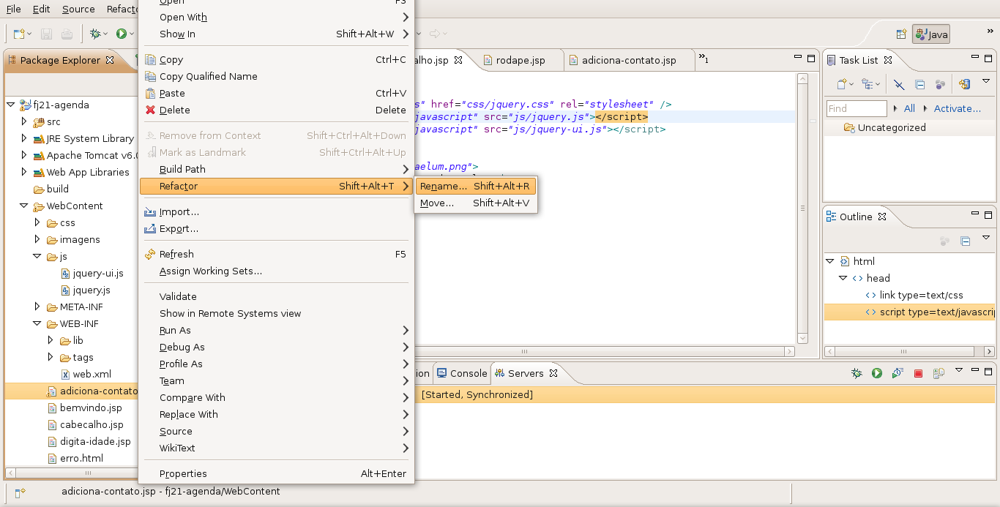 File Edit Source Refacto
Java
Package Explorer
fj21-agenda
src
JRE System Library
Apache Tomcat v6.0
Web App Libraries
build
WebContent
css
imagens
js
jquery-ui.js
jquery.js
META-INF
WEB-INF
lib
tags
web.xml
adiciona-contato
bemvindo.jsp
cabecalho.jsp
digita-idade.jsp
erro.html
Open F3
Open With
Show In Shift+Alt+W
Copy Ctrl+C
Copy Qualified Name
Paste Ctrl+V
Delete Delete
Remove from Context Shift+Ctrl+Alt+Down
Mark as Landmark Shift+Ctrl+Alt+Up
Build Path
Refactor Shift+Alt+T
Rename... Shift+Alt+R
Move... Shift+Alt+V
Import...
Export...
Refresh F5
Assign Working Sets...
Validate
Show in Remote Systems view
Run As
Debug As
Profile As
Team
Compare With
Replace With
Source
WikiText
Properties Alt+Enter
alho.jsp rodape.jsp adiciona-contato.jsp »1
s" href="css/jquery.css" rel="stylesheet" />
javascript" src="js/jquery.js"></script>
javascript" src="js/jquery-ui.js"></script>
aelum.png">
ion Console Servers
[Started, Synchronized]
Task List
Find All Activate...
Uncategorized
Outline
html
head
link type=text/css
script type=text/javascrip
adiciona-contato.jsp - fj21-agenda/WebContent